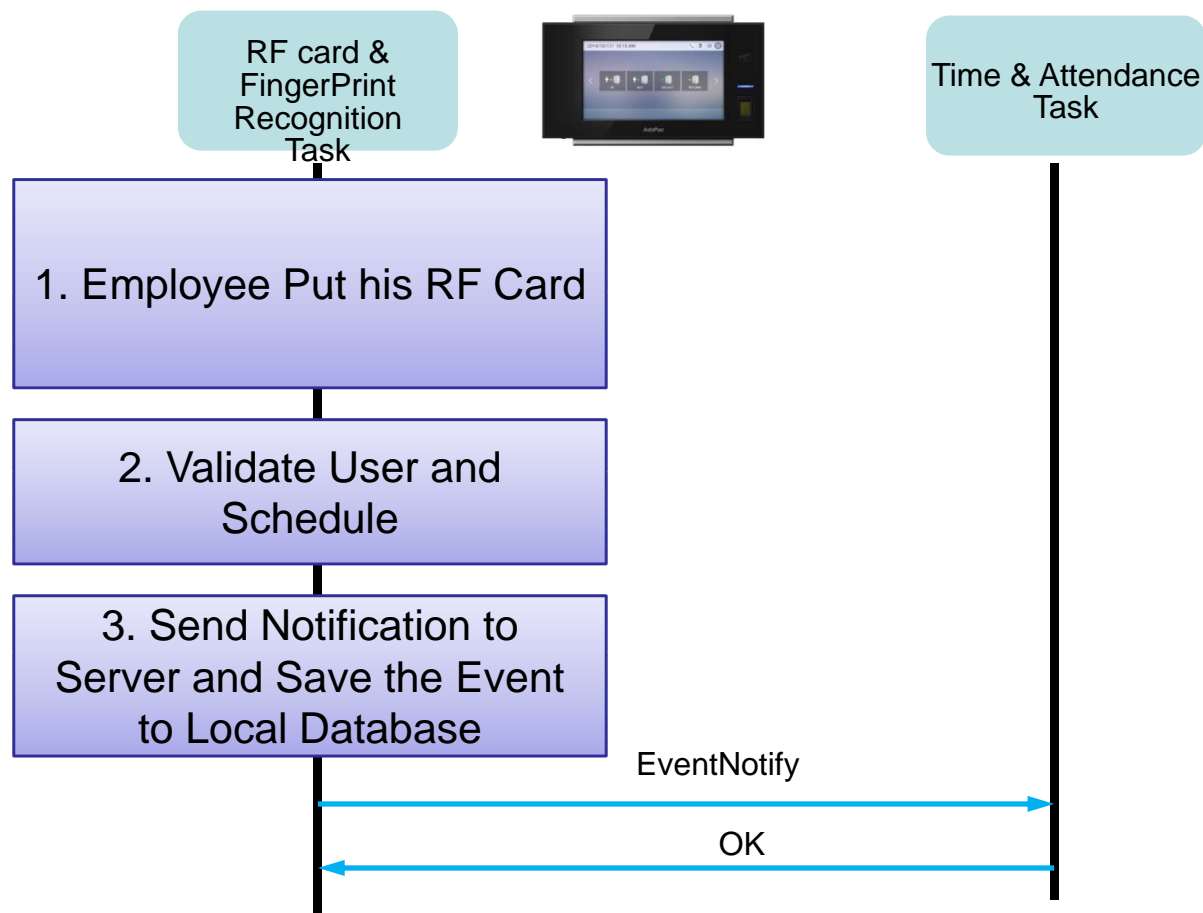 RF card &
FingerPrint
Recognition
Task
AddPac
Time & Attendance
Task
1. Employee Put his RF Card
2. Validate User and
Schedule
3. Send Notification to
Server and Save the Event
to Local Database
EventNotify
OK